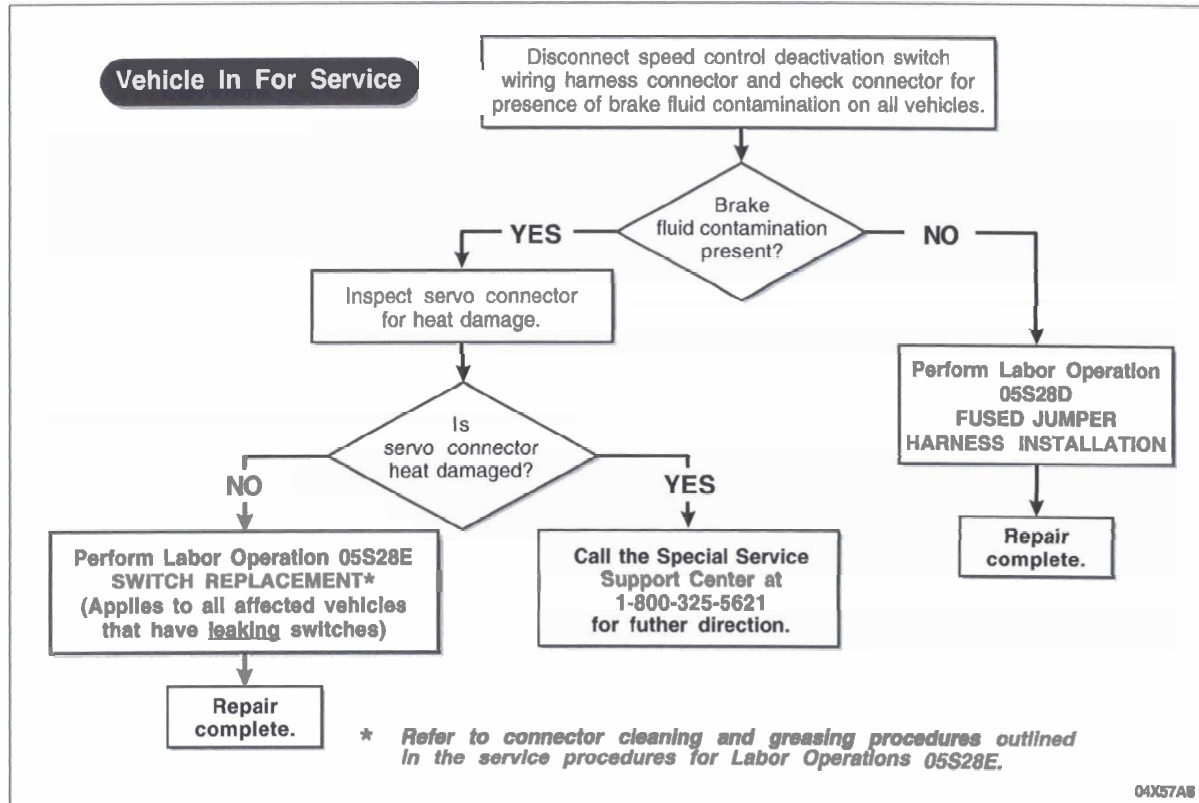 Vehicle In For Service
Disconnect speed control deactivation switch
wiring harness connector and check connector for
presence of brake fluid contamination on all vehicles.
Brake
fluid contamination
present?
YES
NO
Inspect servo connector
for heat damage.
Is
servo connector
heat damaged?
NO
YES
Perform Labor Operation
05S28D
FUSED JUMPER
HARNESS INSTALLATION
Repair
complete.
Perform Labor Operation 05S28E
SWITCH REPLACEMENT*
(Applies to all affected vehicles
that have leaking switches)
Call the Special Service
Support Center at
1-800-325-5621
for futher direction.
Repair
complete.
* Refer to connector cleaning and greasing procedures outlined
in the service procedures for Labor Operations 05S28E.